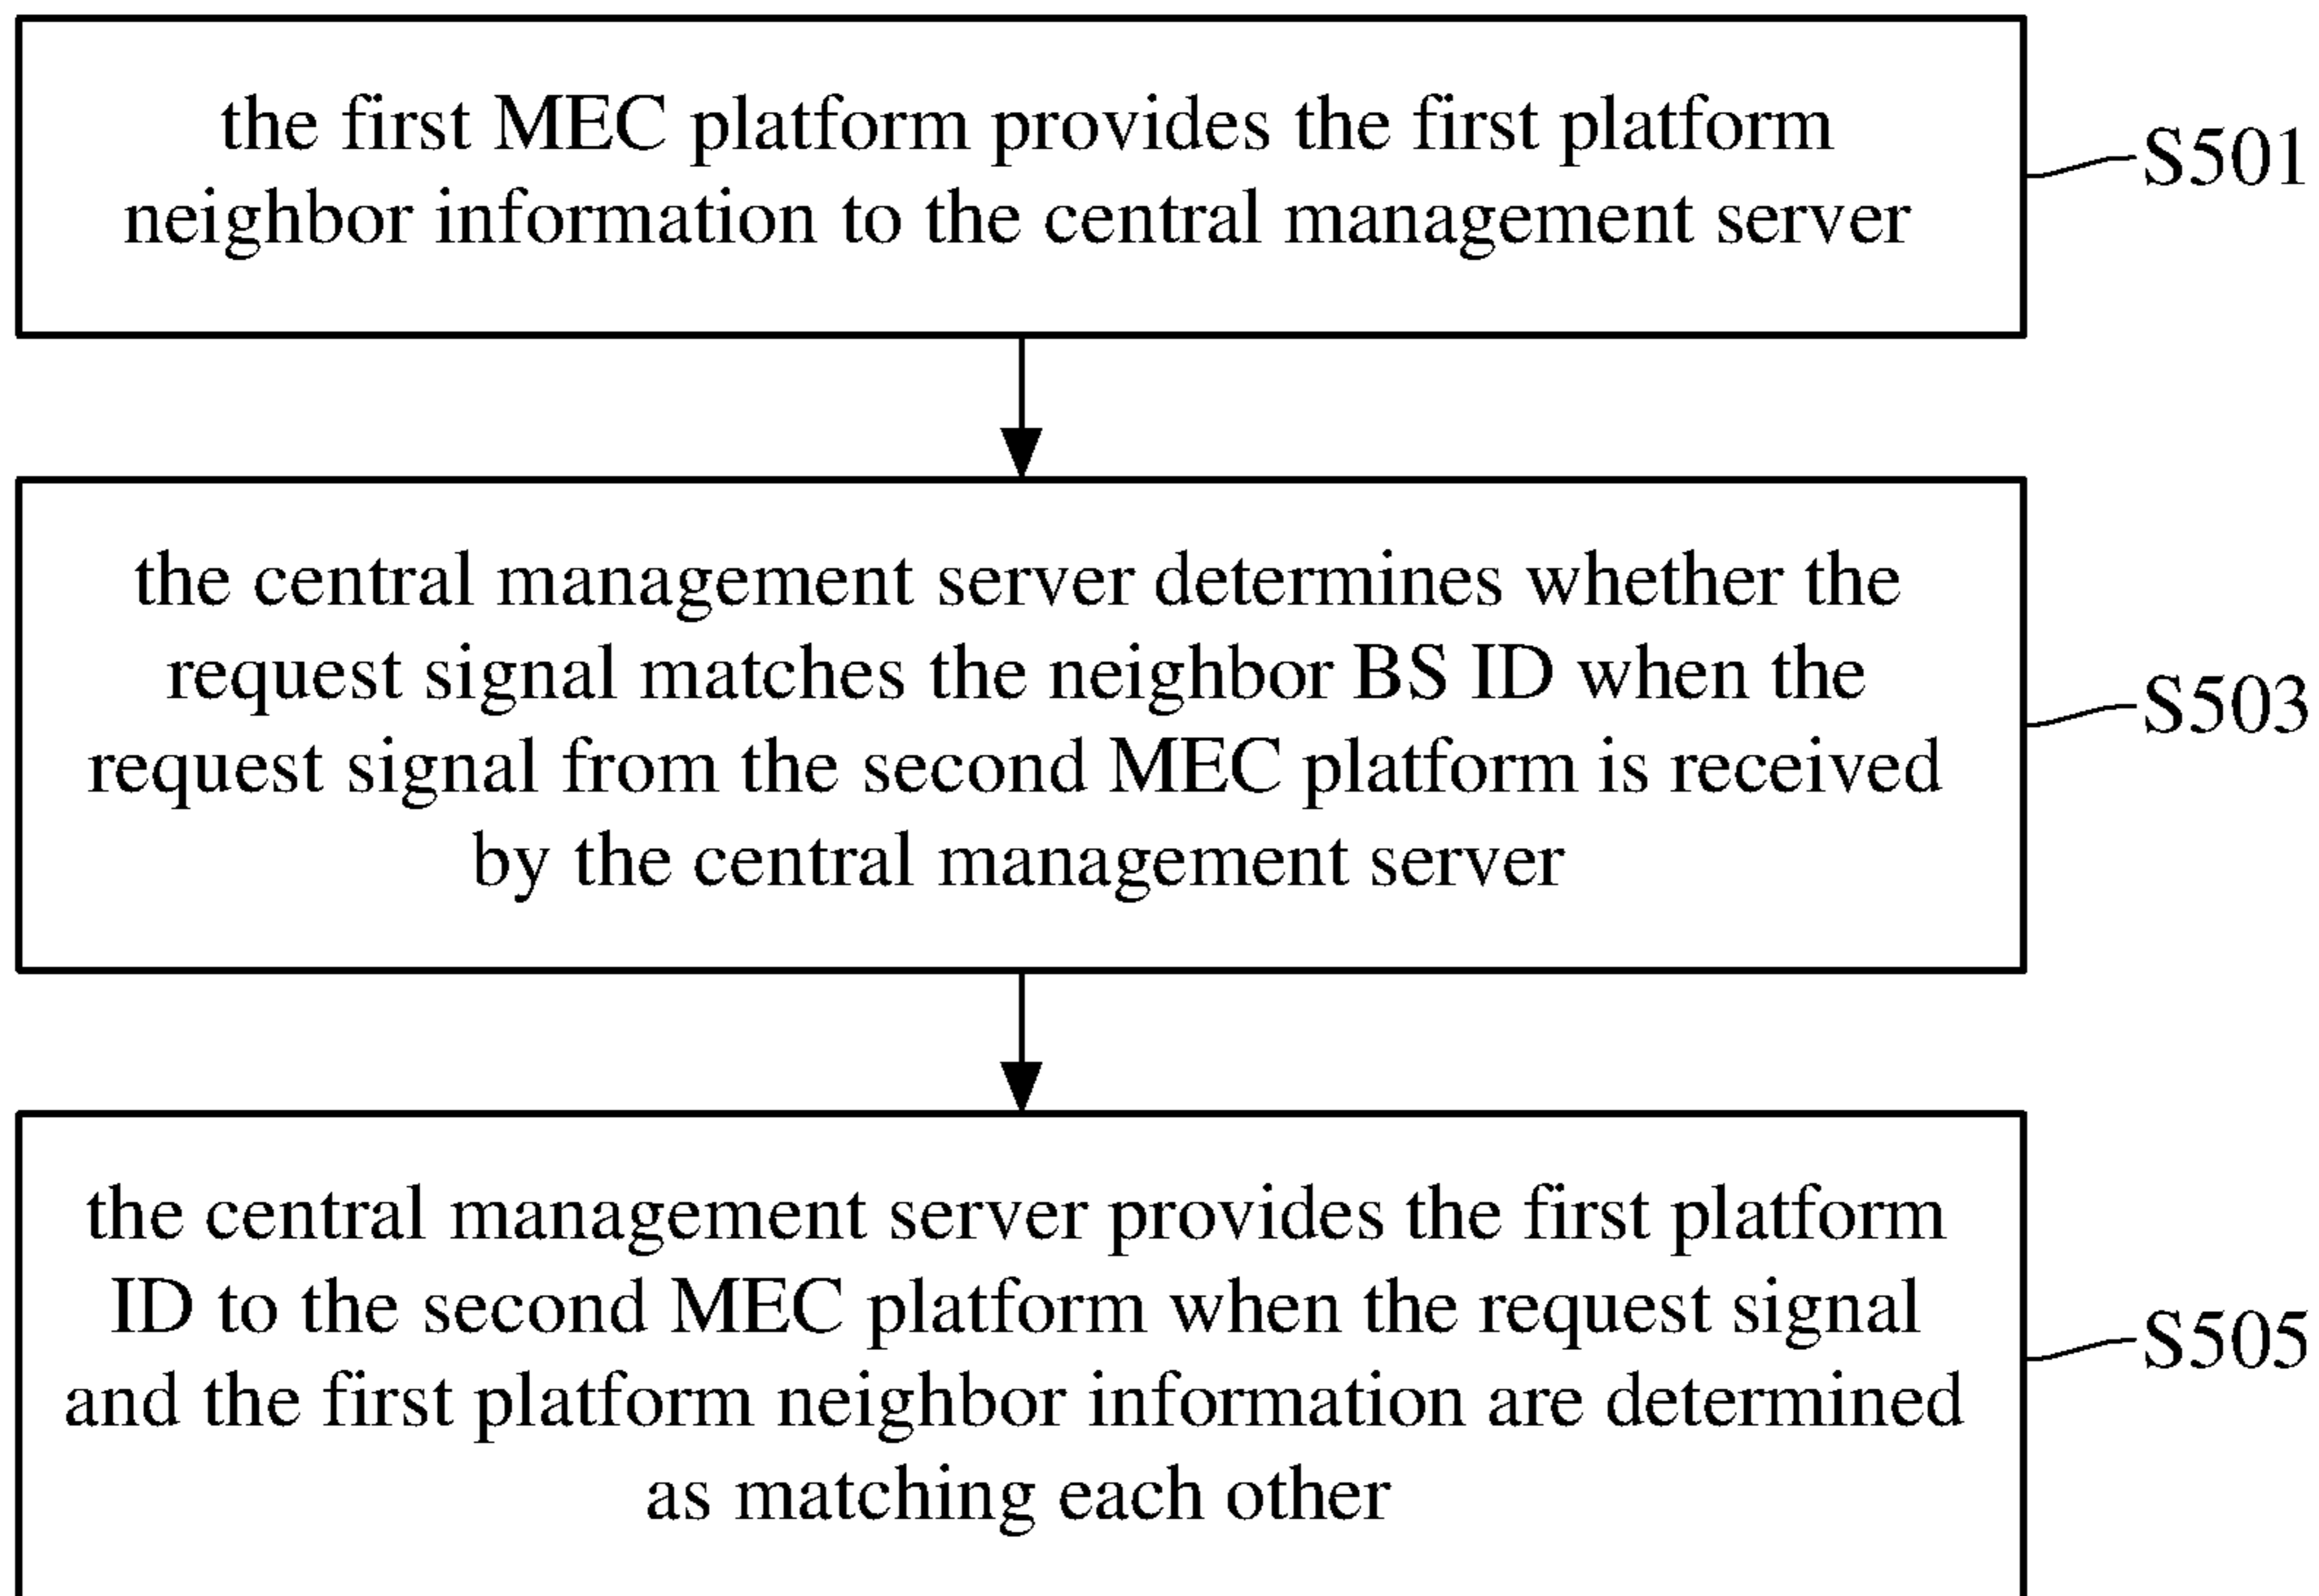 the first MEC platform provides the first platform
neighbor information to the central management server
S501
the central management server determines whether the
request signal matches the neighbor BS ID when the
request signal from the second MEC platform is received
by the central management server
S503
the central management server provides the first platform
ID to the second MEC platform when the request signal
and the first platform neighbor information are determined
as matching each other
S505